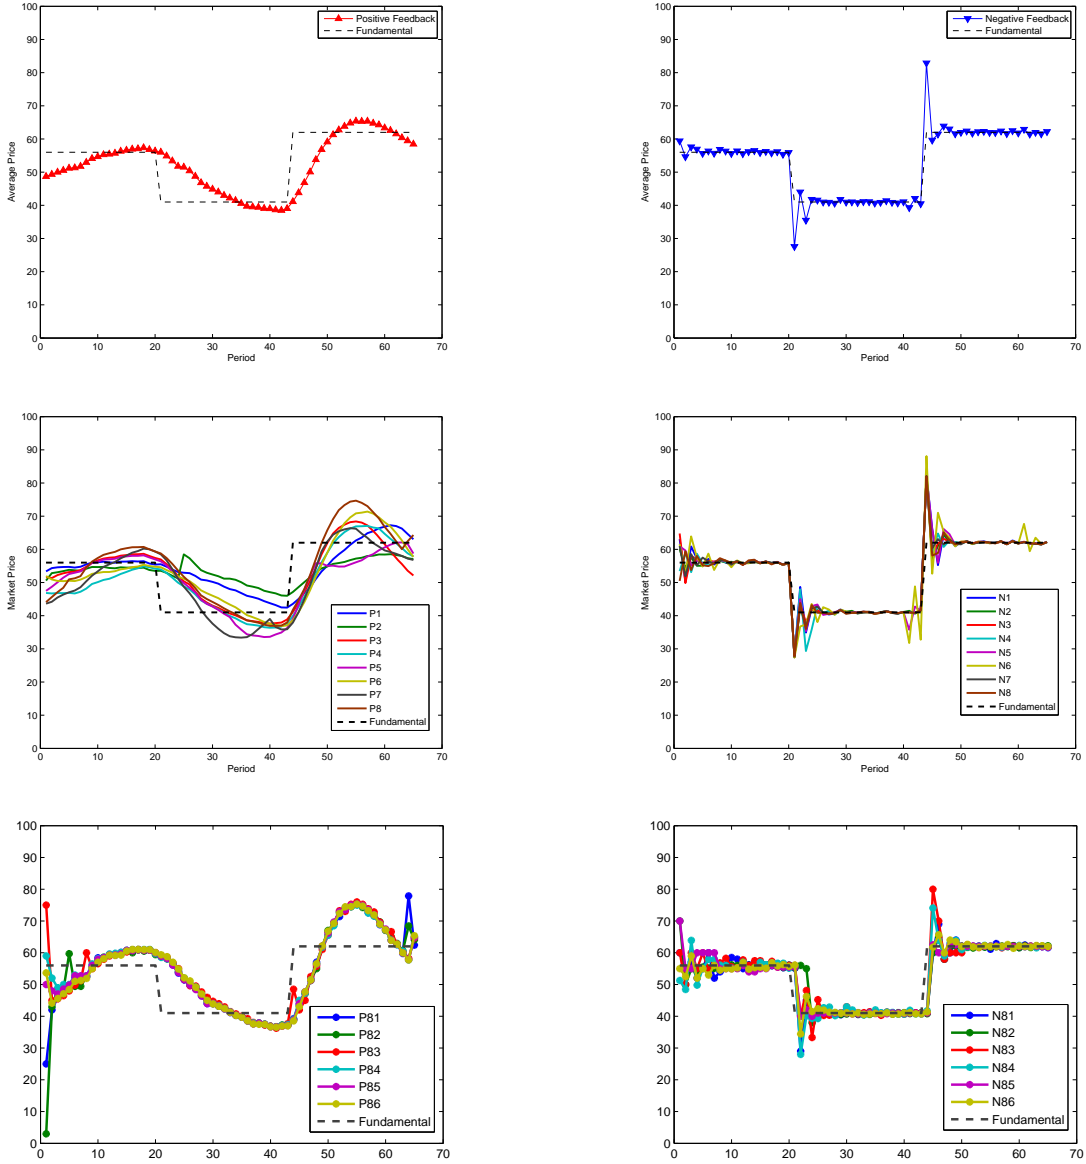 Positive Feedback
Fundamental
100
90
80
70
60
50
40
30
20
10
0
Average Price
0 10 20 30 40 50 60 70
Period
Negative Feedback
Fundamental
100
90
80
70
60
50
40
30
20
10
0
Average Price
0 10 20 30 40 50 60 70
Period
100
90
80
70
60
50
40
30
20
10
0
Market Price
P1
P2
P3
P4
P5
P6
P7
P8
Fundamental
0 10 20 30 40 50 60 70
Period
100
90
80
70
60
50
40
30
20
10
0
Market Price
N1
N2
N3
N4
N5
N6
N7
N8
Fundamental
0 10 20 30 40 50 60 70
Period
100
90
80
70
60
50
40
30
20
10
0
P81
P82
P83
P84
P85
P86
Fundamental
0 10 20 30 40 50 60 70
100
90
80
70
60
50
40
30
20
10
0
N81
N82
N83
N84
N85
N86
Fundamental
0 10 20 30 40 50 60 70